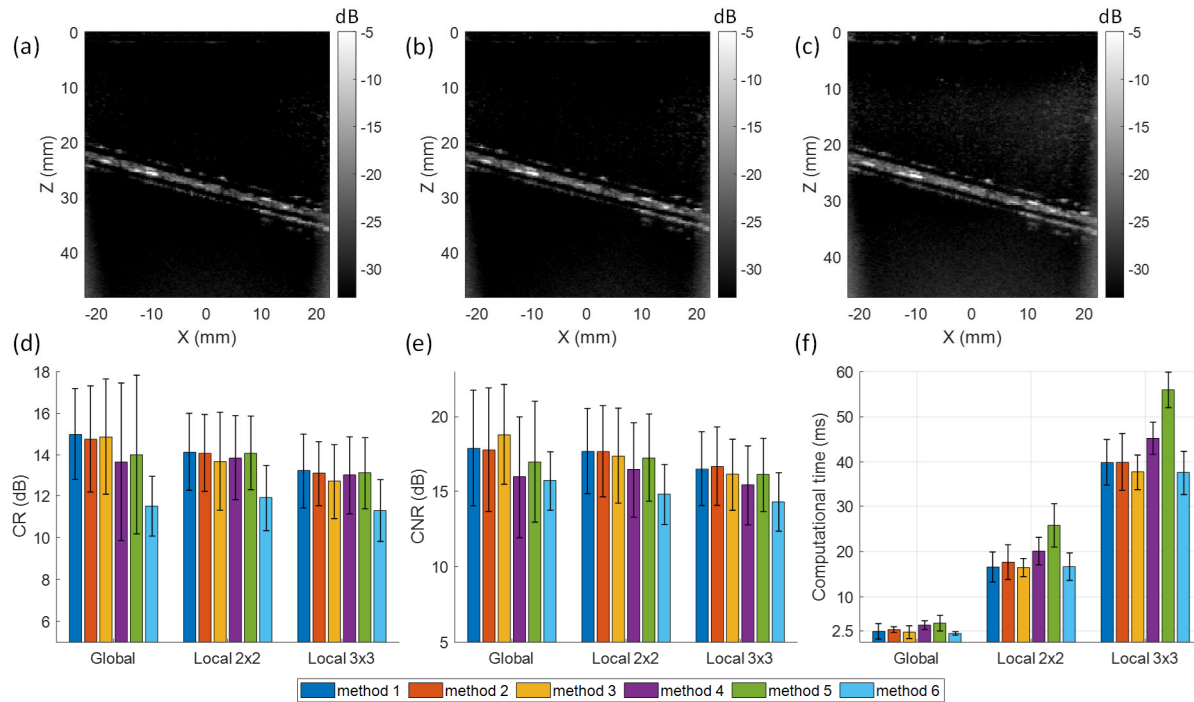 (a)
dB
0
10
20
30
40
Z (mm)
-20
-10
0
10
20
X (mm)
-5
-10
-15
-20
-25
-30
(b)
dB
0
10
20
30
40
Z (mm)
-20
-10
0
10
20
X (mm)
-5
-10
-15
-20
-25
-30
(c)
dB
0
10
20
30
40
Z (mm)
-20
-10
0
10
20
X (mm)
-5
-10
-15
-20
-25
-30
(d)
18
16
14
12
10
8
6
CR (dB)
Global
Local 2x2
Local 3x3
(e)
20
15
10
5
CNR (dB)
Global
Local 2x2
Local 3x3
(f)
60
50
40
30
20
10
2.5
Computational time (ms)
Global
Local 2x2
Local 3x3
method 1 method 2 method 3 method 4 method 5 method 6